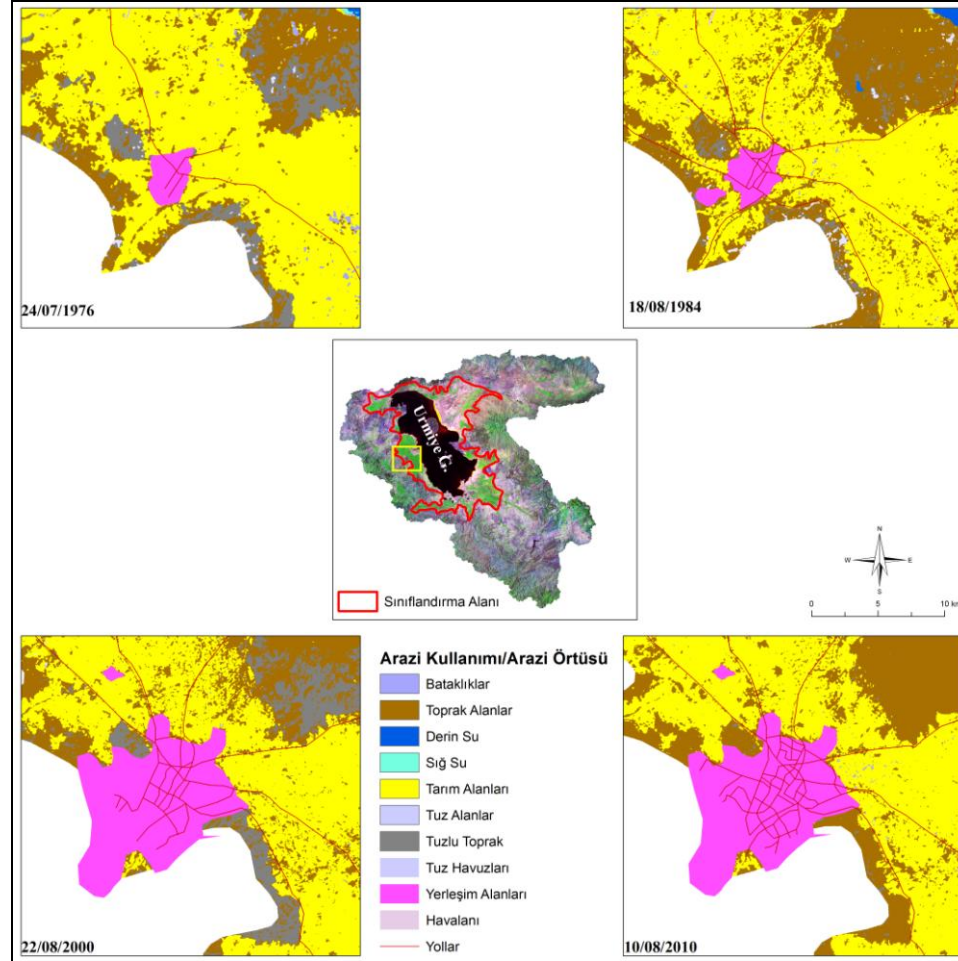 24/07/1976
18/08/1984
Urmiye G.
Sınıflandırma Alanı
N
W
E
S
0 5 10 km
Arazi Kullanımı/Arazi Örtüsü
Bataklıklar
Toprak Alanlar
Derin Su
Sığ Su
Tarım Alanları
Tuz Alanlar
Tuzlu Toprak
Tuz Havuzları
Yerleşim Alanları
Havalanı
Yollar
22/08/2000
10/08/2010